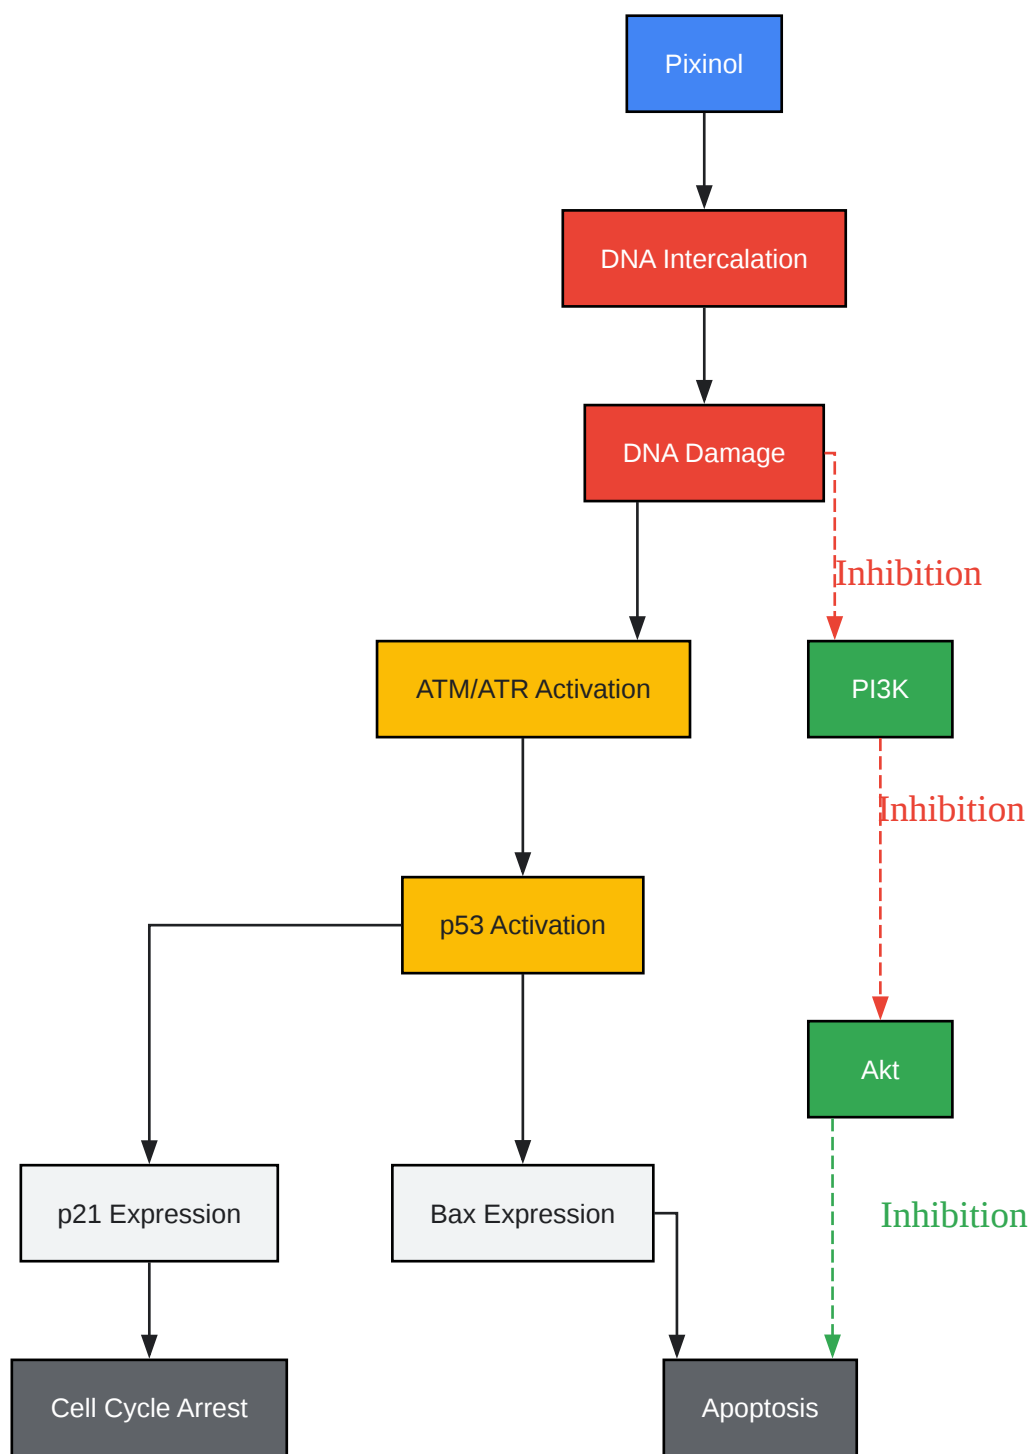 Pixinol
DNA Intercalation
DNA Damage
Inhibition
ATM/ATR Activation
PI3K
Inhibition
p53 Activation
Akt
p21 Expression
Bax Expression
Inhibition
Cell Cycle Arrest
Apoptosis